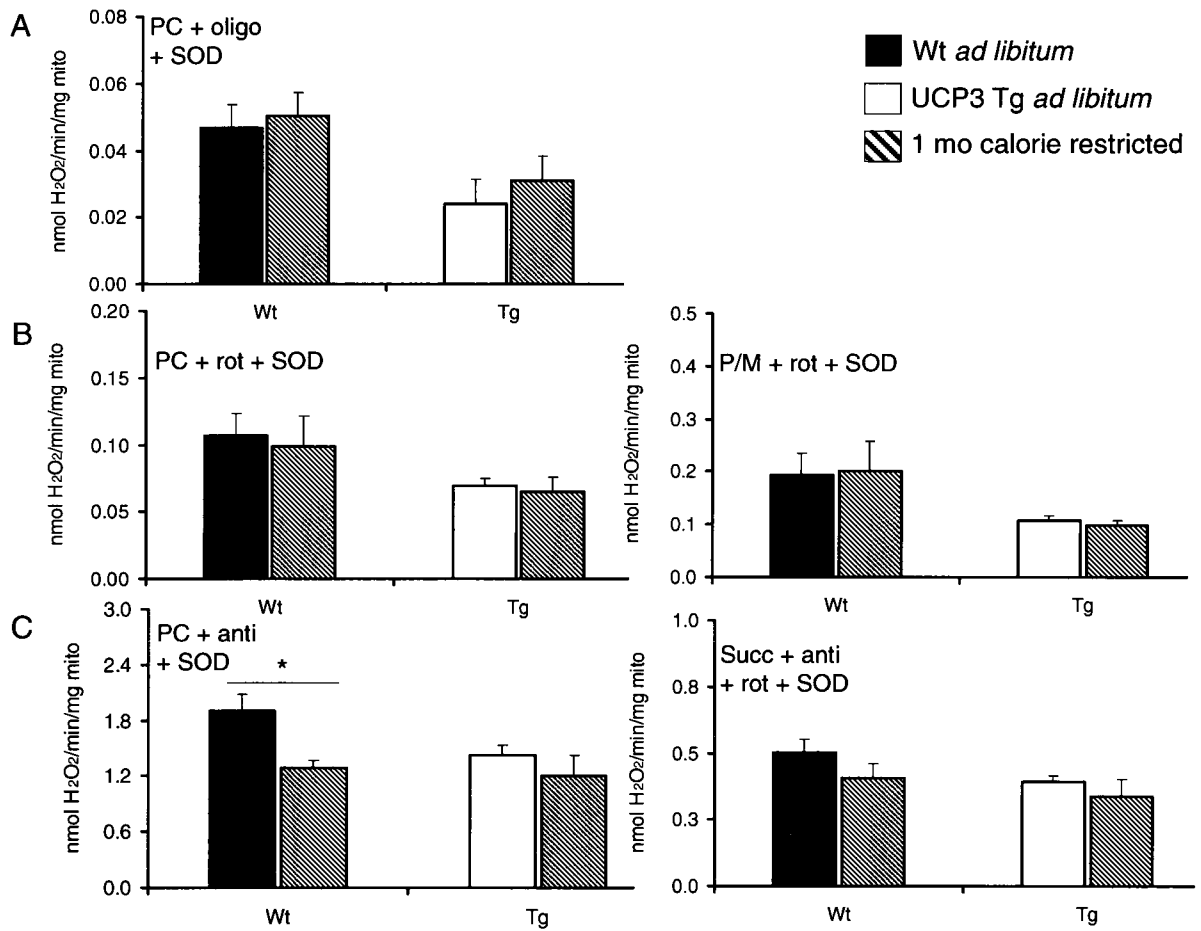 A
PC + oligo
+ SOD
nmol H2O2/min/mg mito
0.08
0.06
0.04
0.02
0.00
Wt
Tg
Wt ad libitum
UCP3 Tg ad libitum
1 mo calorie restricted
B
PC + rot + SOD
nmol H2O2/min/mg mito
0.20
0.15
0.10
0.05
0.00
Wt
Tg
P/M + rot + SOD
nmol H2O2/min/mg mito
0.5
0.4
0.3
0.2
0.1
0.0
Wt
Tg
C
PC + anti
+ SOD
*
nmol H2O2/min/mg mito
3.0
2.4
1.8
1.2
0.6
0.0
Wt
Tg
Succ + anti
+ rot + SOD
nmol H2O2/min/mg mito
1.0
0.8
0.5
0.3
0.0
Wt
Tg